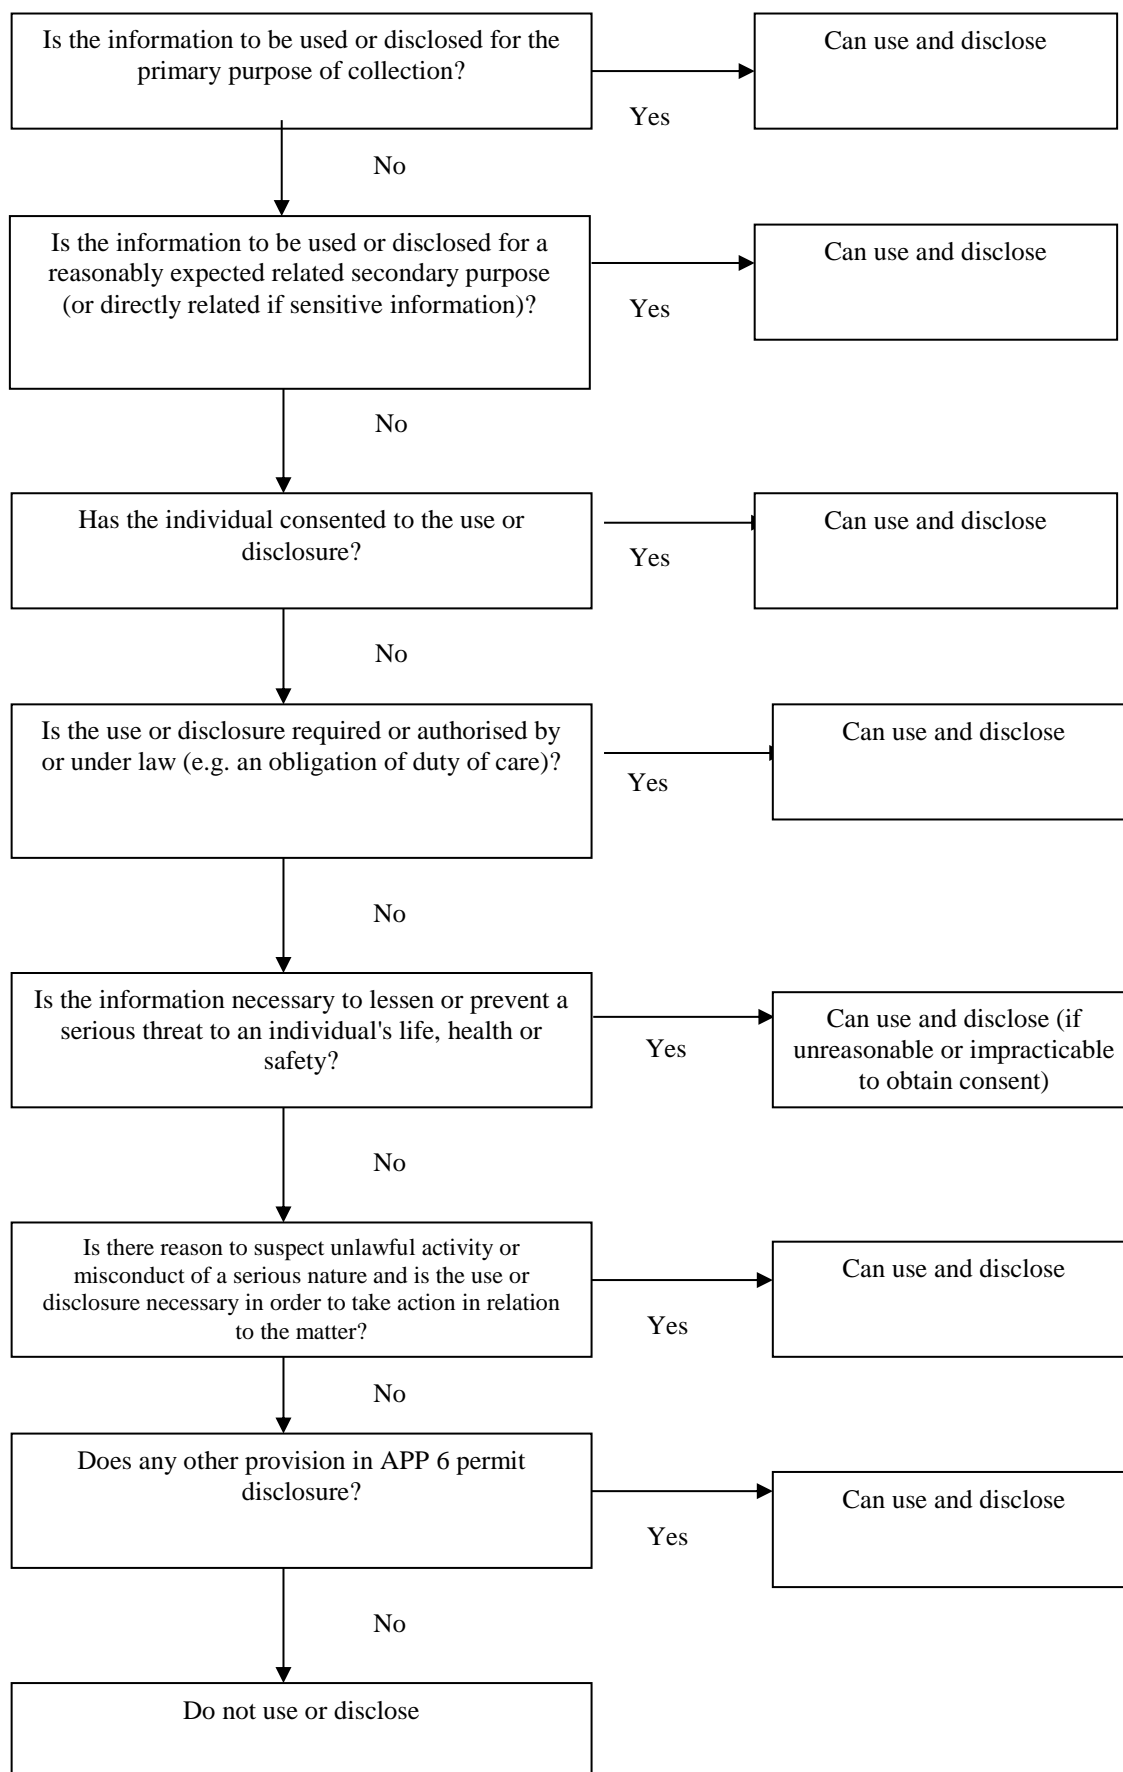 Is the information to be used or disclosed for the
primary purpose of collection?
Can use and disclose
Yes
No
Is the information to be used or disclosed for a
reasonably expected related secondary purpose
(or directly related if sensitive information)?
Can use and disclose
Yes
No
Has the individual consented to the use or
disclosure?
Can use and disclose
Yes
No
Is the use or disclosure required or authorised by
or under law (e.g. an obligation of duty of care)?
Can use and disclose
Yes
No
Is the information necessary to lessen or prevent a
serious threat to an individual's life, health or
safety?
Can use and disclose (if
unreasonable or impracticable
to obtain consent)
Yes
No
Is there reason to suspect unlawful activity or
misconduct of a serious nature and is the use or
disclosure necessary in order to take action in relation
to the matter?
Can use and disclose
Yes
No
Does any other provision in APP 6 permit
disclosure?
Can use and disclose
Yes
No
Do not use or disclose